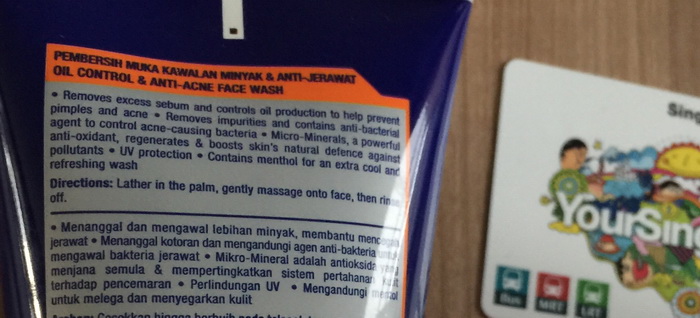 PEMBERSIH MUKA KAWALAN MINYAK & ANTI-JERAWAT
OIL CONTROL & ANTI-ACNE FACE WASH
• Removes excess sebum and controls oil production to help prevent
pimples and acne • Removes impurities and contains anti-bacterial
agent to control acne-causing bacteria • Micro-Minerals, a powerful
anti-oxidant, regenerates & boosts skin's natural defence against
pollutants • UV protection • Contains menthol for an extra cool and
refreshing wash
Directions: Lather in the palm, gently massage onto face, then rinse
off.
• Menanggal dan mengawal lebihan minyak, membantu mencegah
jerawat • Menanggal kotoran dan mengandungi agen anti-bakteria untuk
mengawal bakteria jerawat • Mikro-Mineral adalah antioksida yang
menjana semula & mempertingkatkan sistem pertahanan kulit
terhadap pencemaran • Perlindungan UV • Mengandungi mentol
untuk melega dan menyegarkan kulit
Sing
YourSing
Bus MRT LRT